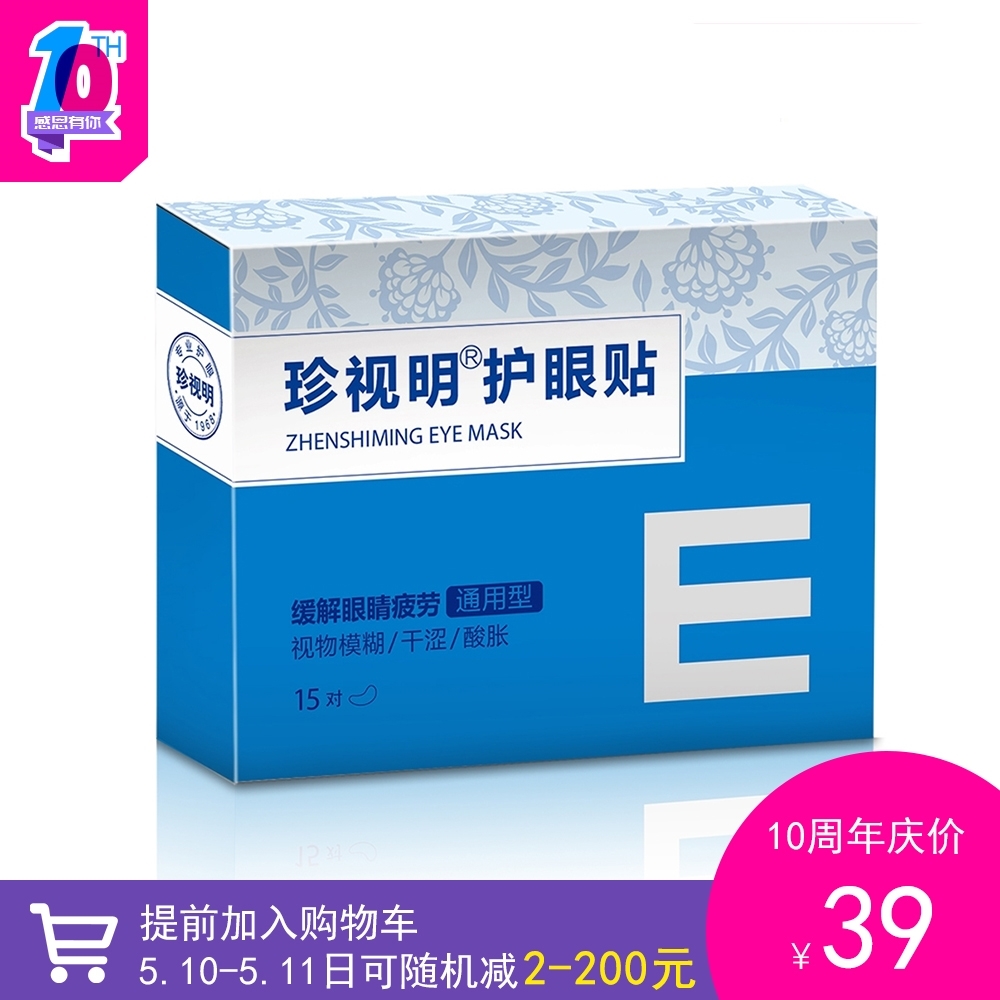 10TH
感恩有你
珍视明®护眼贴
ZHENSHIMING EYE MASK
专业护眼
珍视明
源于1968
缓解眼睛疲劳 通用型
视物模糊/干涩/酸胀
15对
E
10周年庆价
¥39
提前加入购物车
5.10-5.11日可随机减2-200元